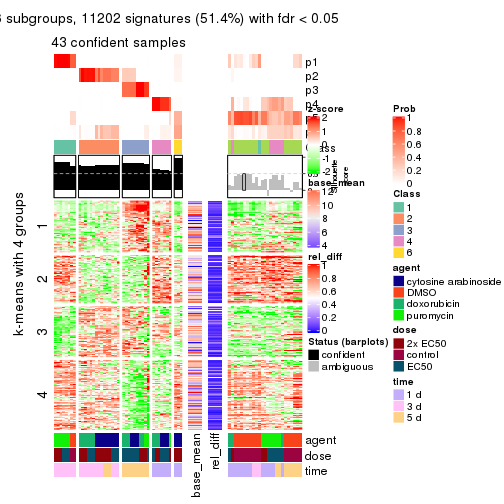 subgroups, 11202 signatures (51.4%) with fdr < 0.05
43 confident samples
p1
p2
p3
p4
z-score
2
1
0
-1
-2
base_mean
12
10
8
6
4
rel_diff
1
0.8
0.6
0.4
0.2
0
Status (barplots)
confident
ambiguous
Prob
1
0.8
0.6
0.4
0.2
0
Class
1
2
3
4
6
agent
cytosine arabinoside
DMSO
doxorubicin
puromycin
dose
2x EC50
control
EC50
time
1 d
3 d
5 d
k-means with 4 groups
1
2
3
4
agent
dose
time
base_mean
rel_diff